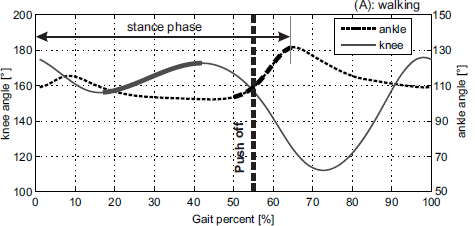 (A): walking
stance phase
ankle
knee
200
180
160
140
120
100
knee angle [°]
150
130
110
90
70
50
ankle angle [°]
Push off
0 10 20 30 40 50 60 70 80 90 100
Gait percent [%]